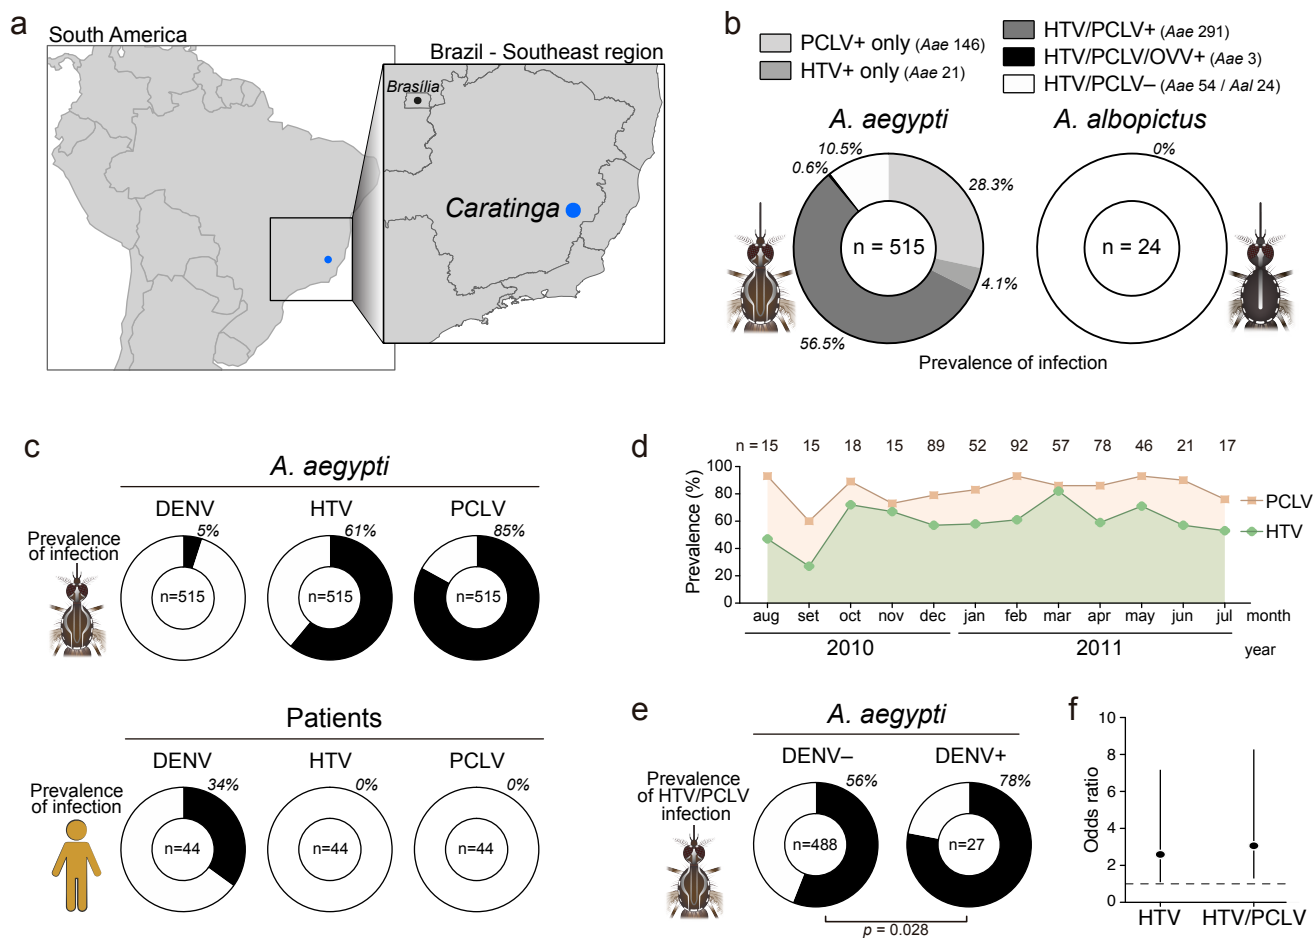 a
South America
Brazil - Southeast region
Brasília
Caratinga
b
PCLV+ only (Aae 146)
HTV+ only (Aae 21)
HTV/PCLV+ (Aae 291)
HTV/PCLV/OVV+ (Aae 3)
HTV/PCLV– (Aae 54 / Aal 24)
A. aegypti
A. albopictus
10.5%
0.6%
28.3%
4.1%
56.5%
n = 515
0%
n = 24
Prevalence of infection
c
A. aegypti
DENV
HTV
PCLV
Prevalence
of infection
5%
61%
85%
n=515
n=515
n=515
Patients
DENV
HTV
PCLV
Prevalence
of infection
34%
0%
0%
n=44
n=44
n=44
d
n = 15 15 18 15 89 52 92 57 78 46 21 17
Prevalence (%)
100
80
60
40
20
0
PCLV
HTV
aug set oct nov dec jan feb mar apr may jun jul month
2010 2011 year
e
A. aegypti
DENV–
DENV+
Prevalence
of HTV/PCLV
infection
56%
78%
n=488
n=27
p = 0.028
f
Odds ratio
10
8
6
4
2
0
HTV HTV/PCLV